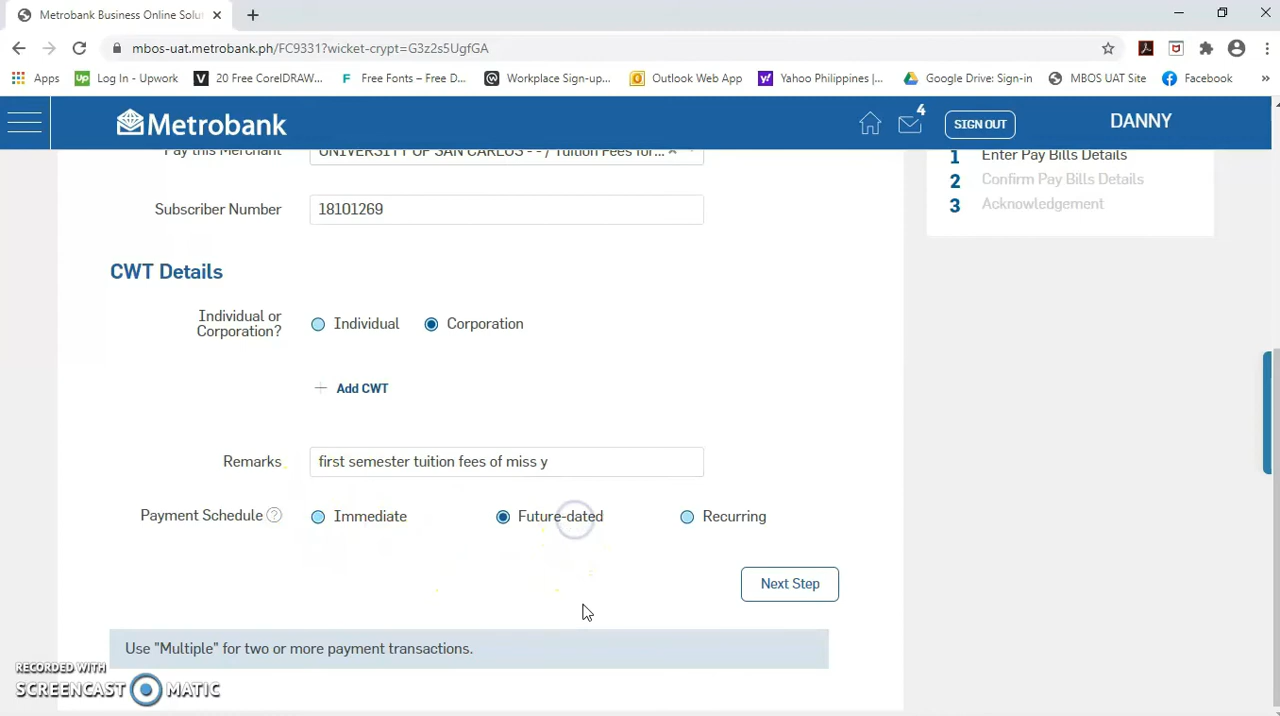 Metrobank Business Online Solut
mbos-uat.metrobank.ph/FC9331?wicket-crypt=G3z2s5UgfGA
Apps
Up Log In - Upwork
V 20 Free CorelDRAW...
F Free Fonts – Free D...
Workplace Sign-up...
Outlook Web App
Yahoo Philippines |...
Google Drive: Sign-in
MBOS UAT Site
Facebook
»
Metrobank
4
SIGN OUT
DANNY
Pay this Merchant
UNIVERSITY OF SAN CARLOS - - / Tuition Fees for...
Subscriber Number
18101269
CWT Details
Individual or
Corporation?
Individual
Corporation
+ Add CWT
Remarks
first semester tuition fees of miss y
Payment Schedule ?
Immediate
Future-dated
Recurring
Next Step
Use "Multiple" for two or more payment transactions.
1 Enter Pay Bills Details
2 Confirm Pay Bills Details
3 Acknowledgement
RECORDED WITH
SCREENCAST MATIC